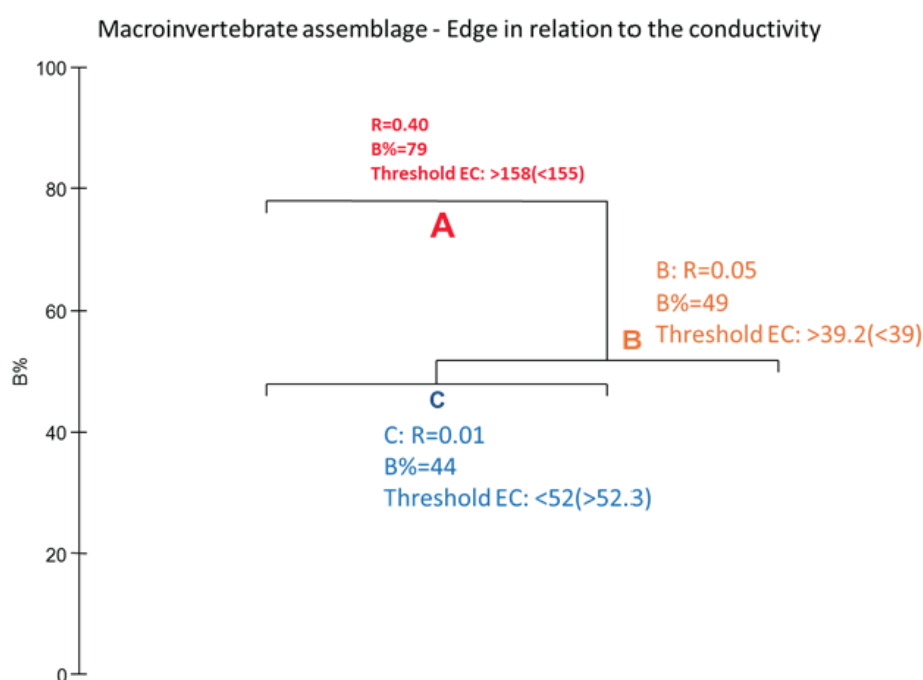 Macroinvertebrate assemblage - Edge in relation to the conductivity
100
R=0.40
B%=79
Threshold EC: >158(<155)
80
A
B: R=0.05
60
B%=49
Threshold EC: >39.2(<39)
B
B%
C
40
C: R=0.01
B%=44
Threshold EC: <52(>52.3)
20
0